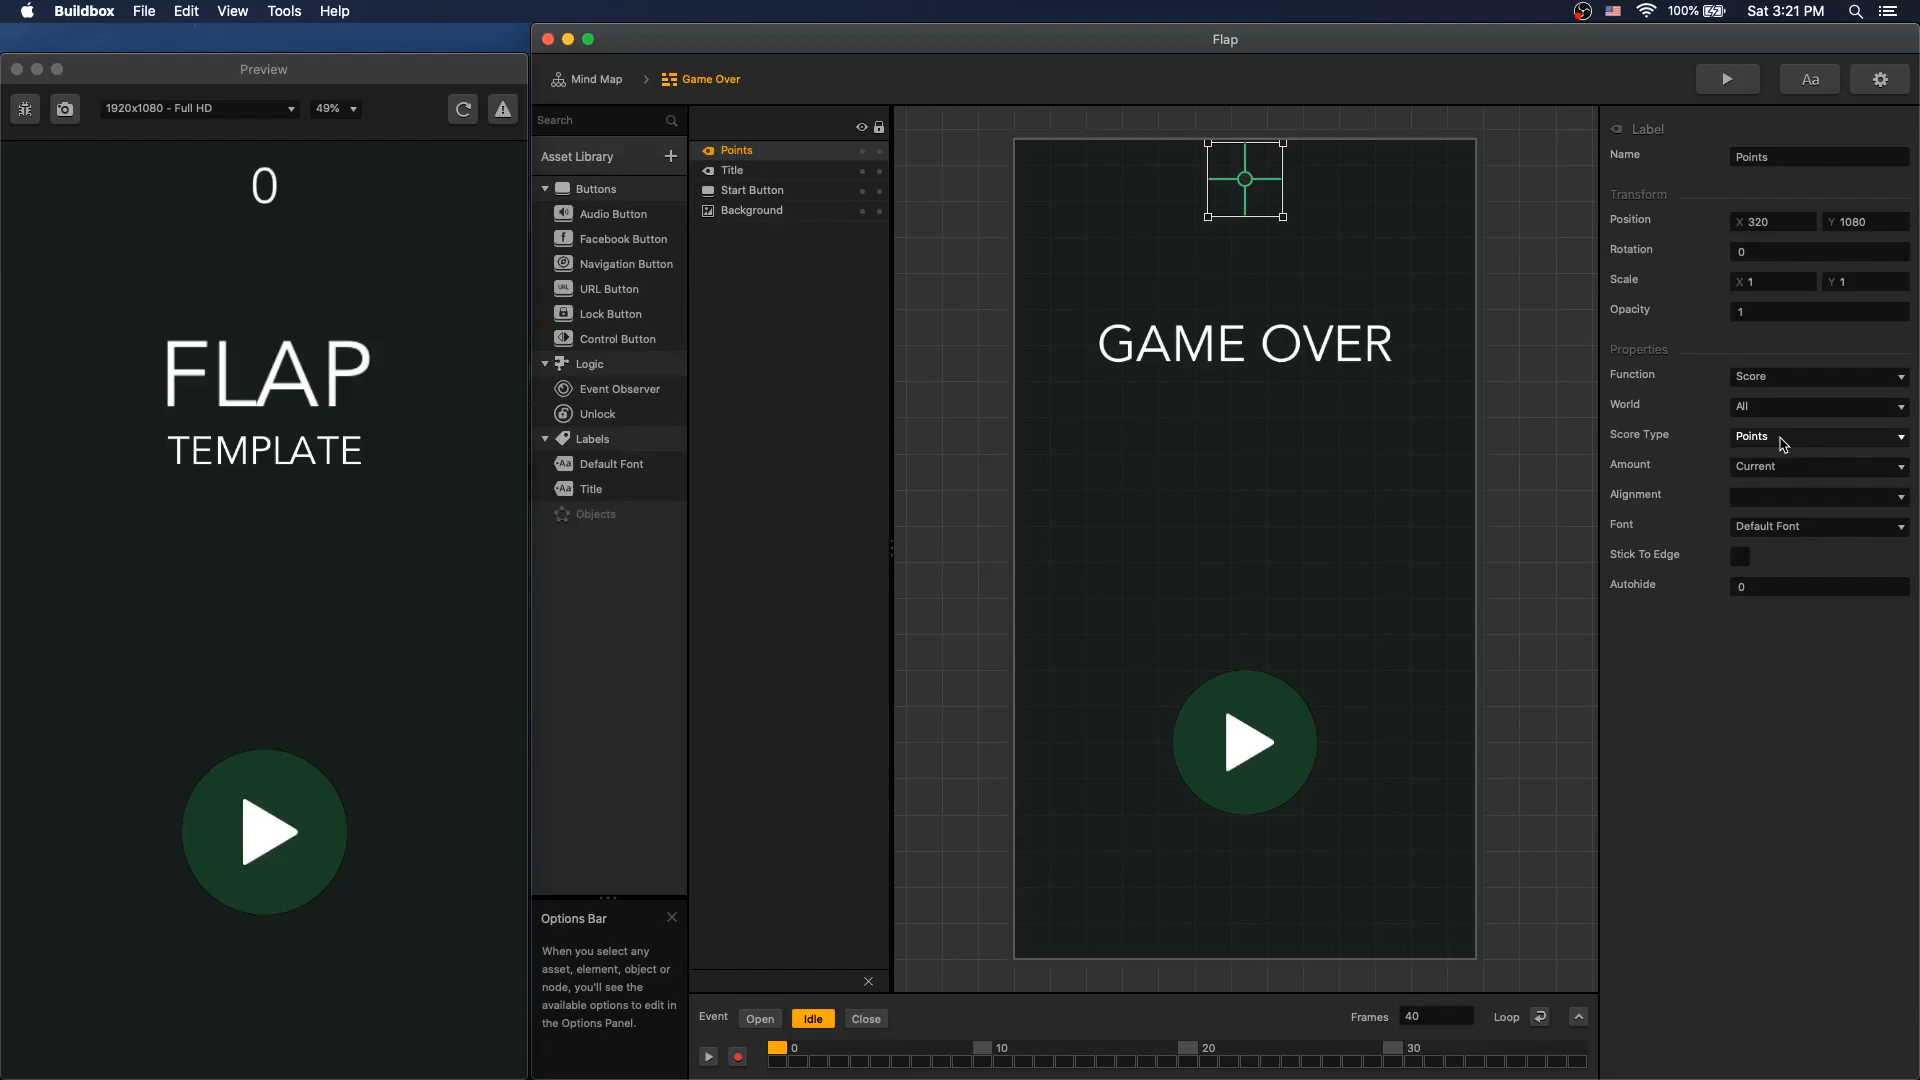 Buildbox File Edit View Tools Help
100% Sat 3:21 PM
Flap
Preview
Mind Map Game Over
Aa
1920x1080 - Full HD 49%
0
FLAP
TEMPLATE
Search
Asset Library
Buttons
Audio Button
Facebook Button
Navigation Button
URL URL Button
Lock Button
Control Button
Logic
Event Observer
Unlock
Labels
Aa Default Font
Aa Title
Objects
Options Bar
When you select any
asset, element, object or
node, you'll see the
available options to edit in
the Options Panel.
Points
Title
Start Button
Background
GAME OVER
Label
Name Points
Transform
Position X 320 Y 1080
Rotation 0
Scale X 1 Y 1
Opacity 1
Properties
Function Score
World All
Score Type Points
Amount Current
Alignment
Font Default Font
Stick To Edge
Autohide 0
Event Open Idle Close Frames 40 Loop
0 10 20 30